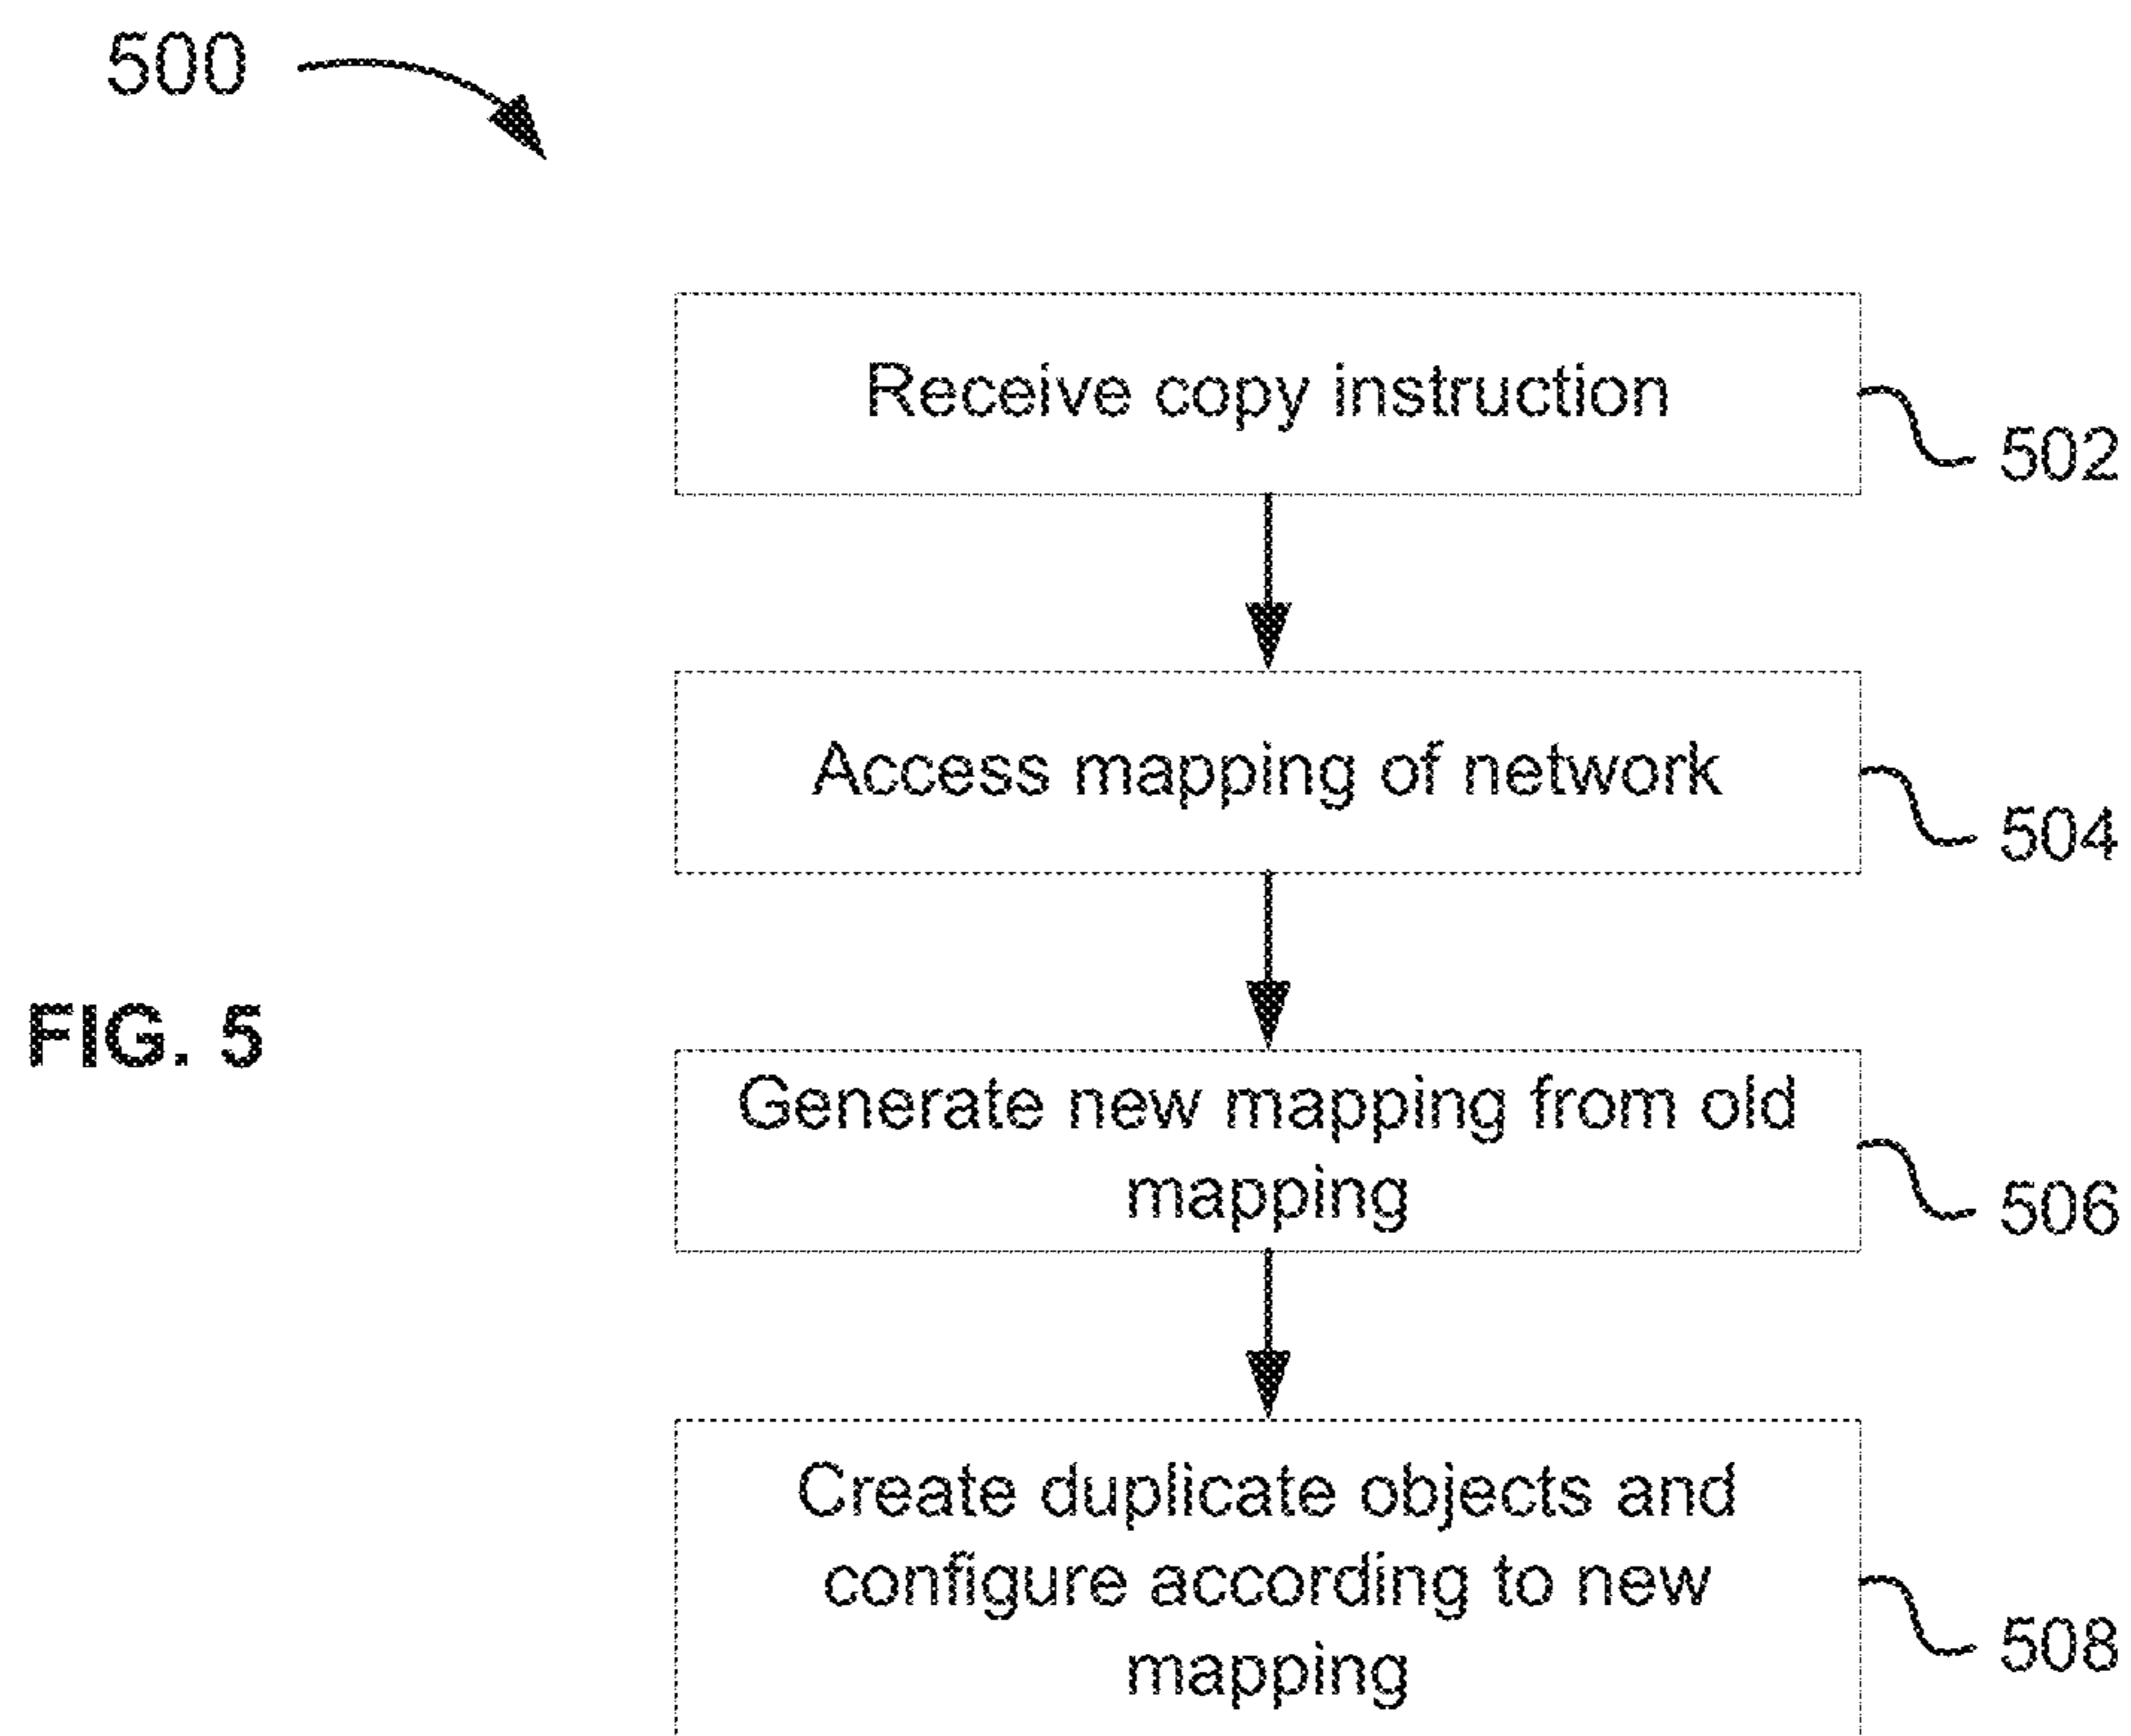 500
Receive copy instruction
502
Access mapping of network
504
FIG. 5
Generate new mapping from old
mapping
506
Create duplicate objects and
configure according to new
mapping
508